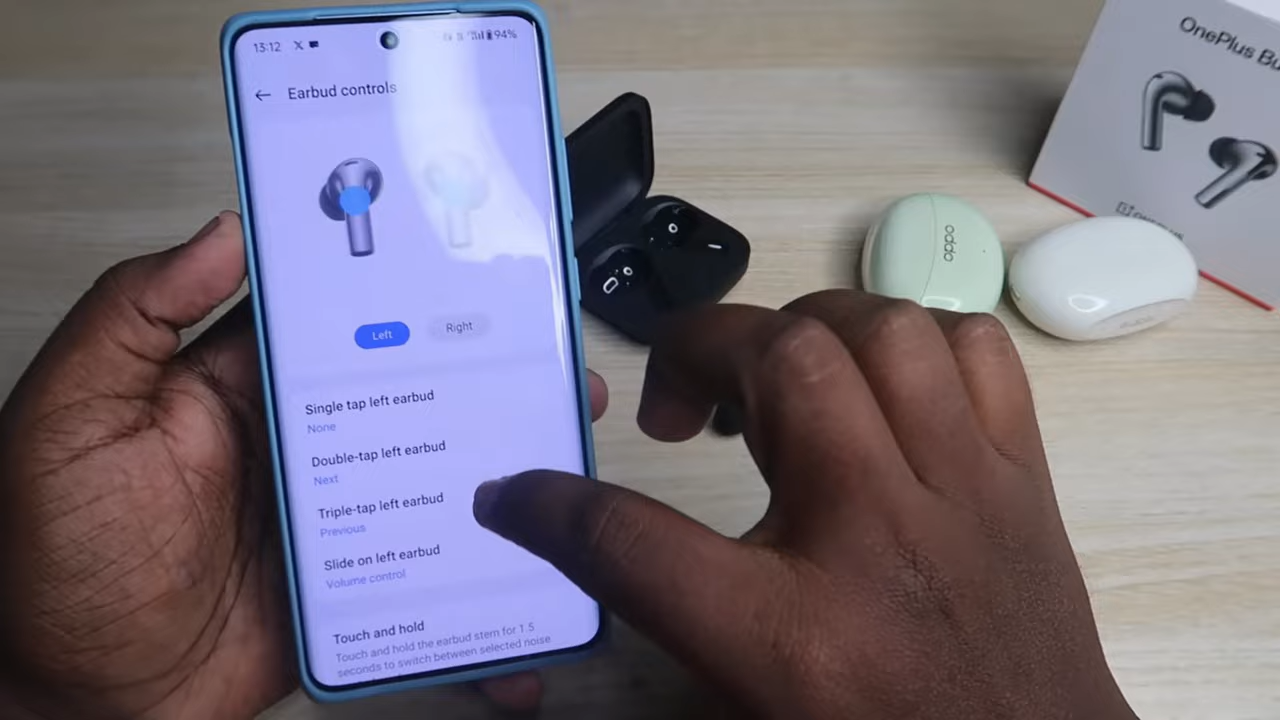 13:12 X 94%
Earbud controls
Left
Right
Single tap left earbud
None
Double-tap left earbud
Next
Triple-tap left earbud
Previous
Slide on left earbud
Volume control
Touch and hold
Touch and hold the earbud stem for 1.5
seconds to switch between selected noise
oppo
OnePlus Bu